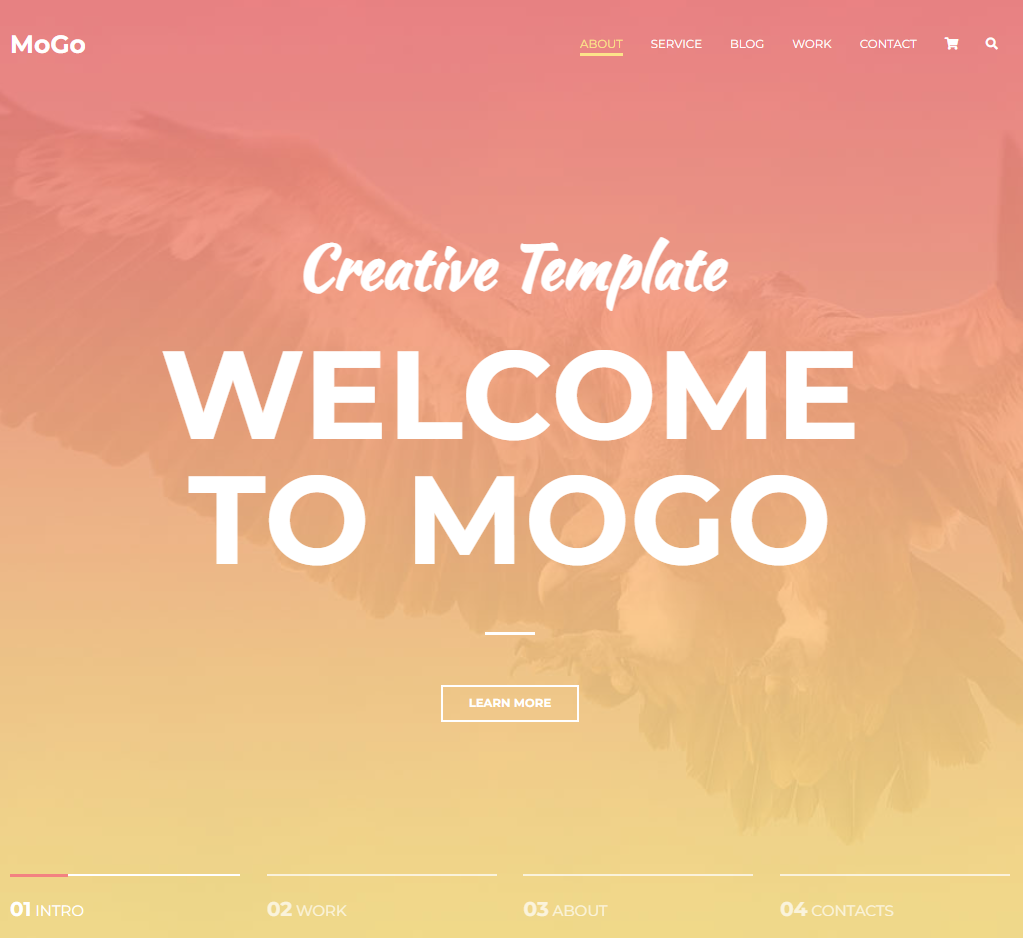 MoGo
ABOUT SERVICE BLOG WORK CONTACT
Creative Template
WELCOME
TO MOGO
LEARN MORE
01 INTRO
02 WORK
03 ABOUT
04 CONTACTS